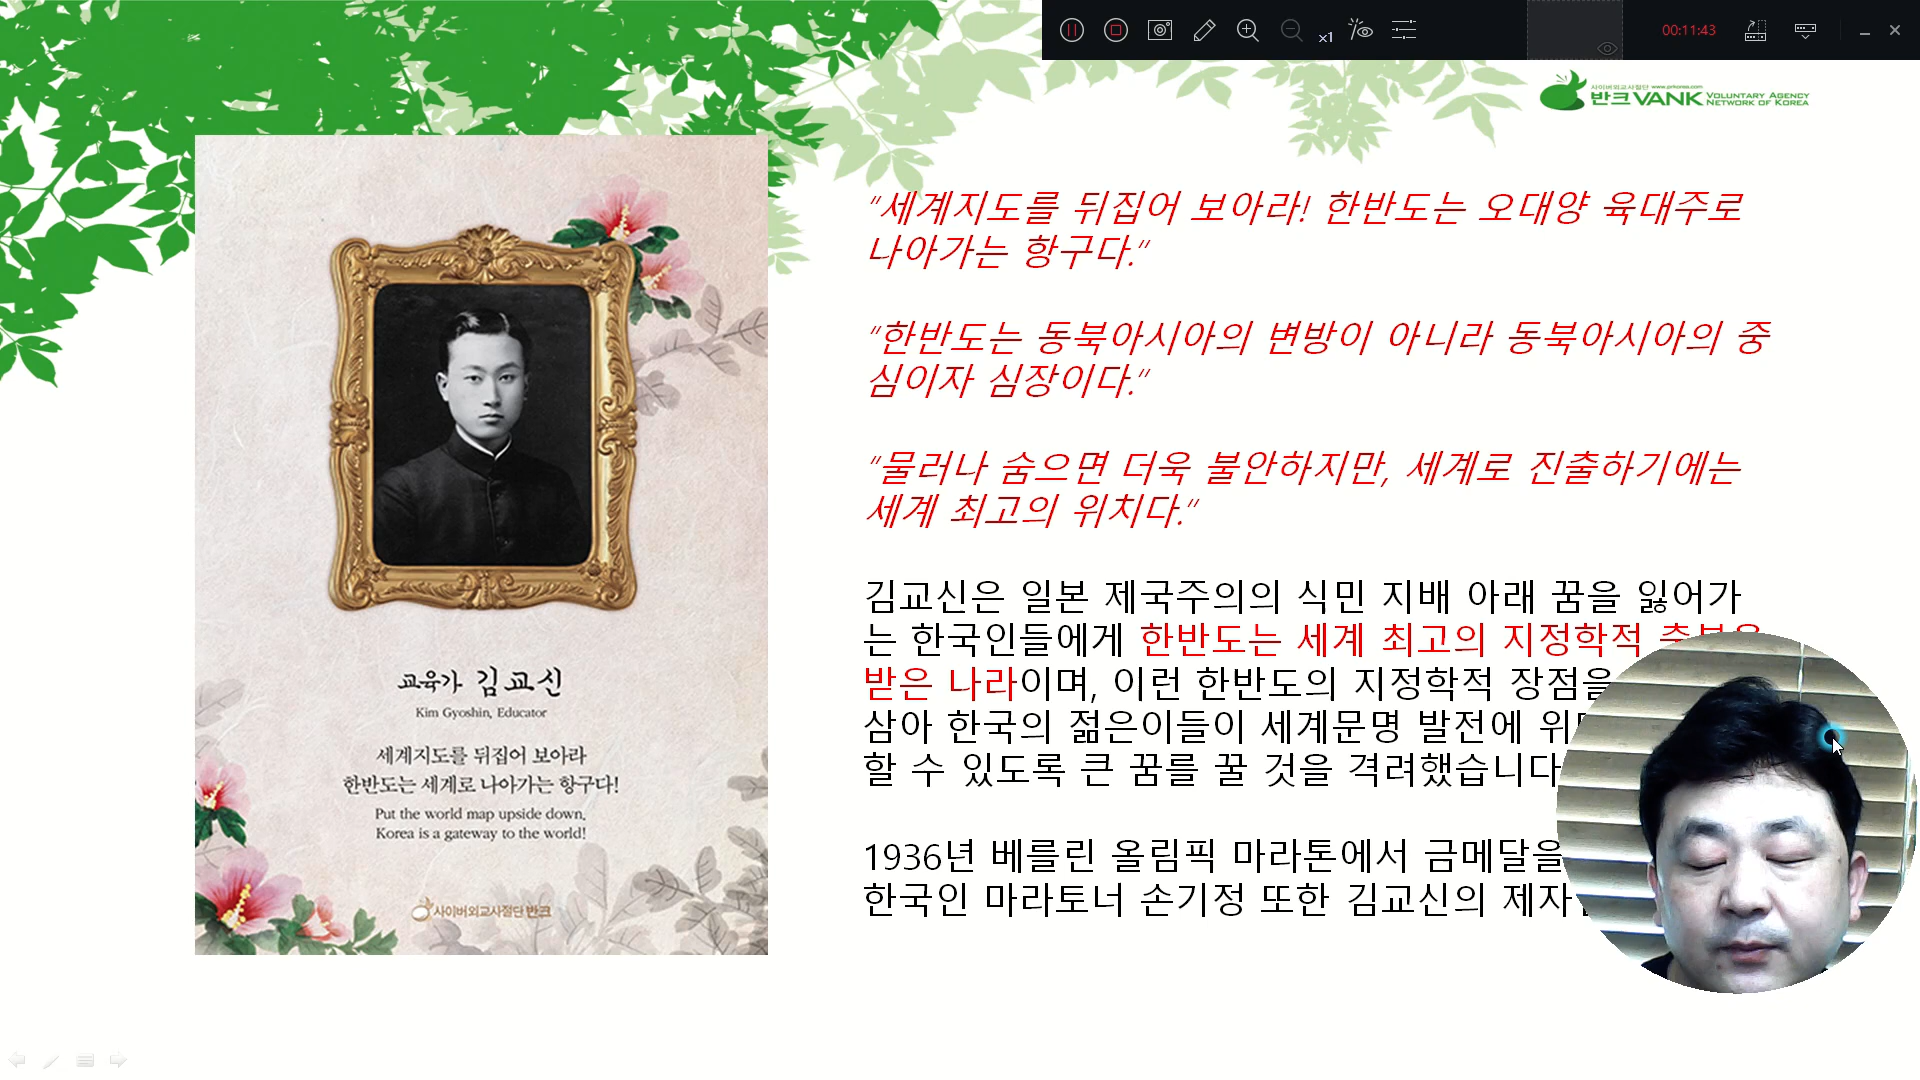 x1
00:11:43
사이버외교사절단 www.prkorea.com
반크 VANK VOLUNTARY AGENCY NETWORK OF KOREA
"세계지도를 뒤집어 보아라! 한반도는 오대양 육대주로
나아가는 항구다."
"한반도는 동북아시아의 변방이 아니라 동북아시아의 중
심이자 심장이다."
"물러나 숨으면 더욱 불안하지만, 세계로 진출하기에는
세계 최고의 위치다."
김교신은 일본 제국주의의 식민 지배 아래 꿈을 잃어가
는 한국인들에게 한반도는 세계 최고의 지정학적
받은 나라이며, 이런 한반도의 지정학적 장점을
삼아 한국의 젊은이들이 세계문명 발전에
할 수 있도록 큰 꿈을 꿀 것을 격려했습니다
1936년 베를린 올림픽 마라톤에서 금메달을
한국인 마라토너 손기정 또한 김교신의 제자
교육가 김교신
Kim Gyoshin, Educator
세계지도를 뒤집어 보아라
한반도는 세계로 나아가는 항구다!
Put the world map upside down,
Korea is a gateway to the world!
사이버외교사절단 반크